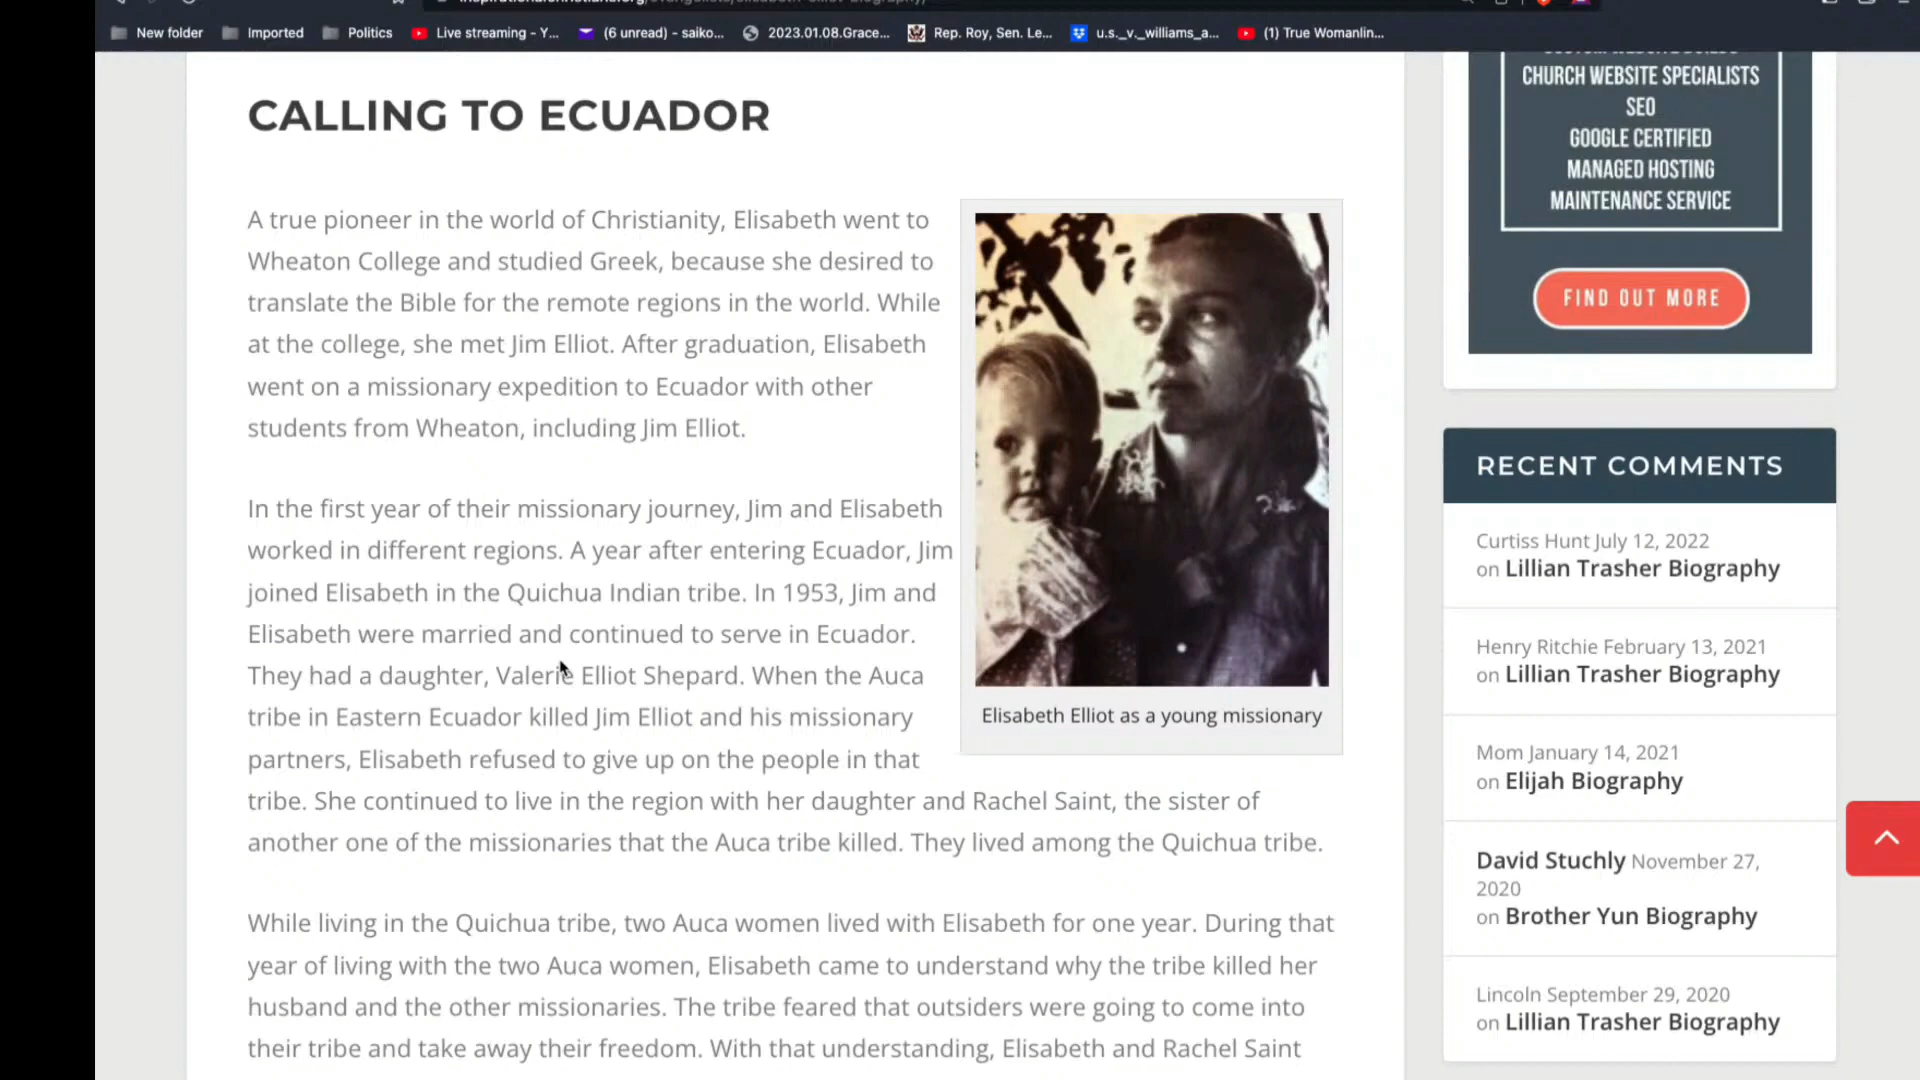 New folder
Imported
Politics
Live streaming - Y...
(6 unread) - saiko...
2023.01.08.Grace...
Rep. Roy, Sen. Le...
u.s._v._williams_a...
(1) True Womanlin...
CALLING TO ECUADOR
A true pioneer in the world of Christianity, Elisabeth went to
Wheaton College and studied Greek, because she desired to
translate the Bible for the remote regions in the world. While
at the college, she met Jim Elliot. After graduation, Elisabeth
went on a missionary expedition to Ecuador with other
students from Wheaton, including Jim Elliot.
In the first year of their missionary journey, Jim and Elisabeth
worked in different regions. A year after entering Ecuador, Jim
joined Elisabeth in the Quichua Indian tribe. In 1953, Jim and
Elisabeth were married and continued to serve in Ecuador.
They had a daughter, Valerie Elliot Shepard. When the Auca
tribe in Eastern Ecuador killed Jim Elliot and his missionary
partners, Elisabeth refused to give up on the people in that
tribe. She continued to live in the region with her daughter and Rachel Saint, the sister of
another one of the missionaries that the Auca tribe killed. They lived among the Quichua tribe.
While living in the Quichua tribe, two Auca women lived with Elisabeth for one year. During that
year of living with the two Auca women, Elisabeth came to understand why the tribe killed her
husband and the other missionaries. The tribe feared that outsiders were going to come into
their tribe and take away their freedom. With that understanding, Elisabeth and Rachel Saint
Elisabeth Elliot as a young missionary
CHURCH WEBSITE SPECIALISTS
SEO
GOOGLE CERTIFIED
MANAGED HOSTING
MAINTENANCE SERVICE
FIND OUT MORE
RECENT COMMENTS
Curtiss Hunt July 12, 2022
on Lillian Trasher Biography
Henry Ritchie February 13, 2021
on Lillian Trasher Biography
Mom January 14, 2021
on Elijah Biography
David Stuchly November 27,
2020
on Brother Yun Biography
Lincoln September 29, 2020
on Lillian Trasher Biography